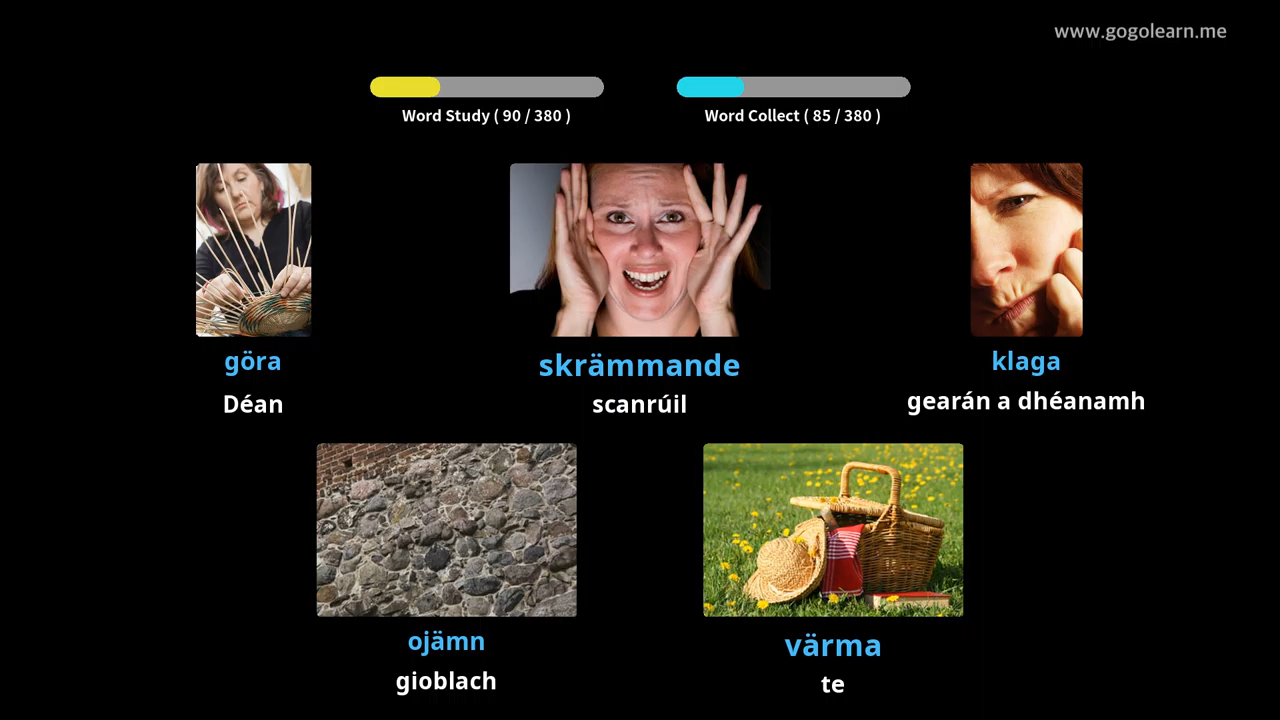 www.gogolearn.me
Word Study ( 90 / 380 )
Word Collect ( 85 / 380 )
göra
skrämmande
klaga
Déan
scanrúil
gearán a dhéanamh
ojämn
värma
gioblach
te